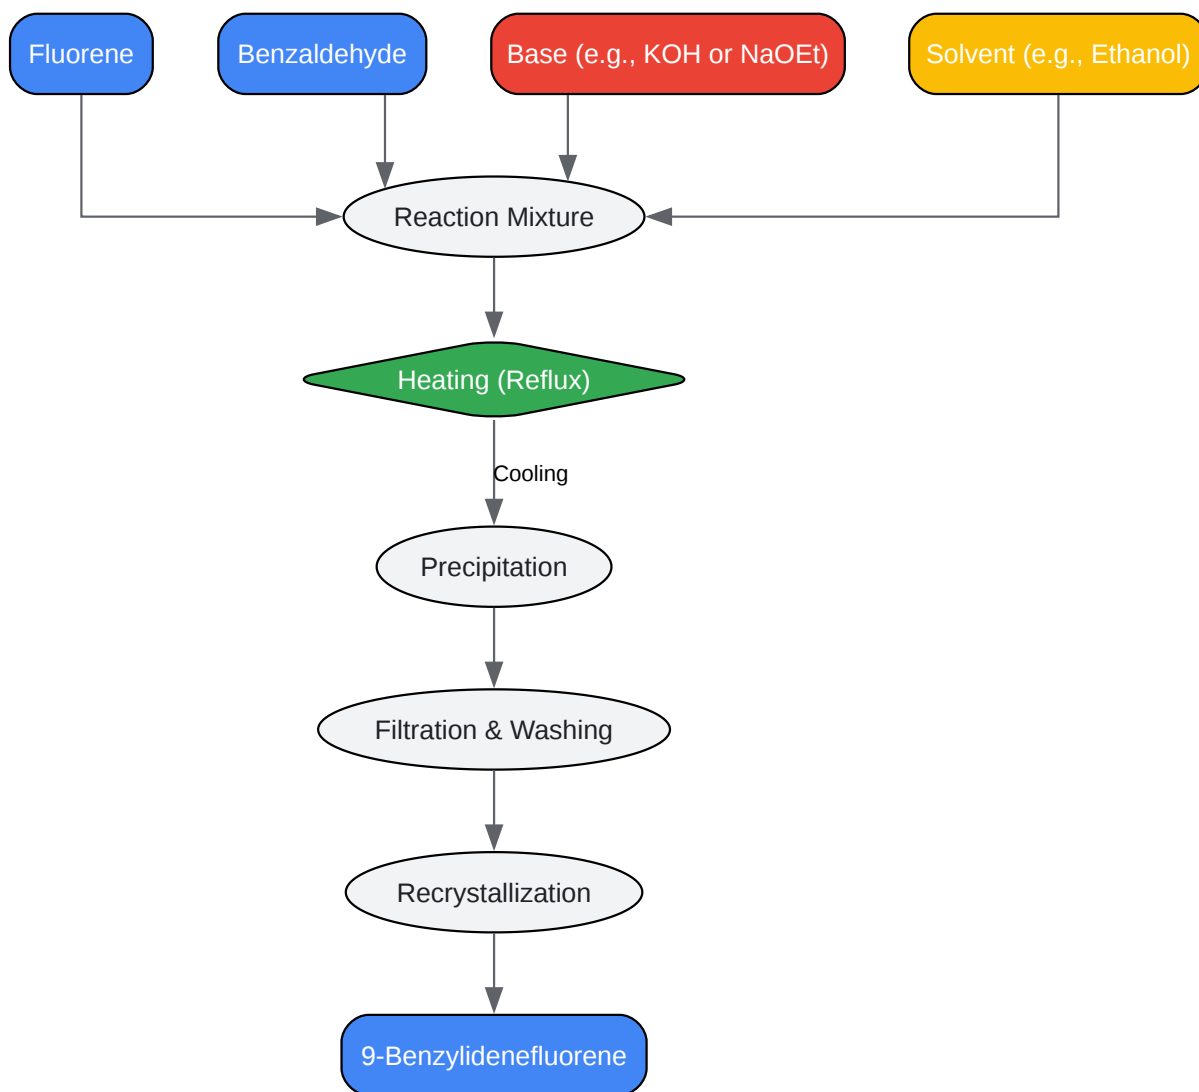 Fluorene
Benzaldehyde
Base (e.g., KOH or NaOEt)
Solvent (e.g., Ethanol)
Reaction Mixture
Heating (Reflux)
Cooling
Precipitation
Filtration & Washing
Recrystallization
9-Benzylidenefluorene